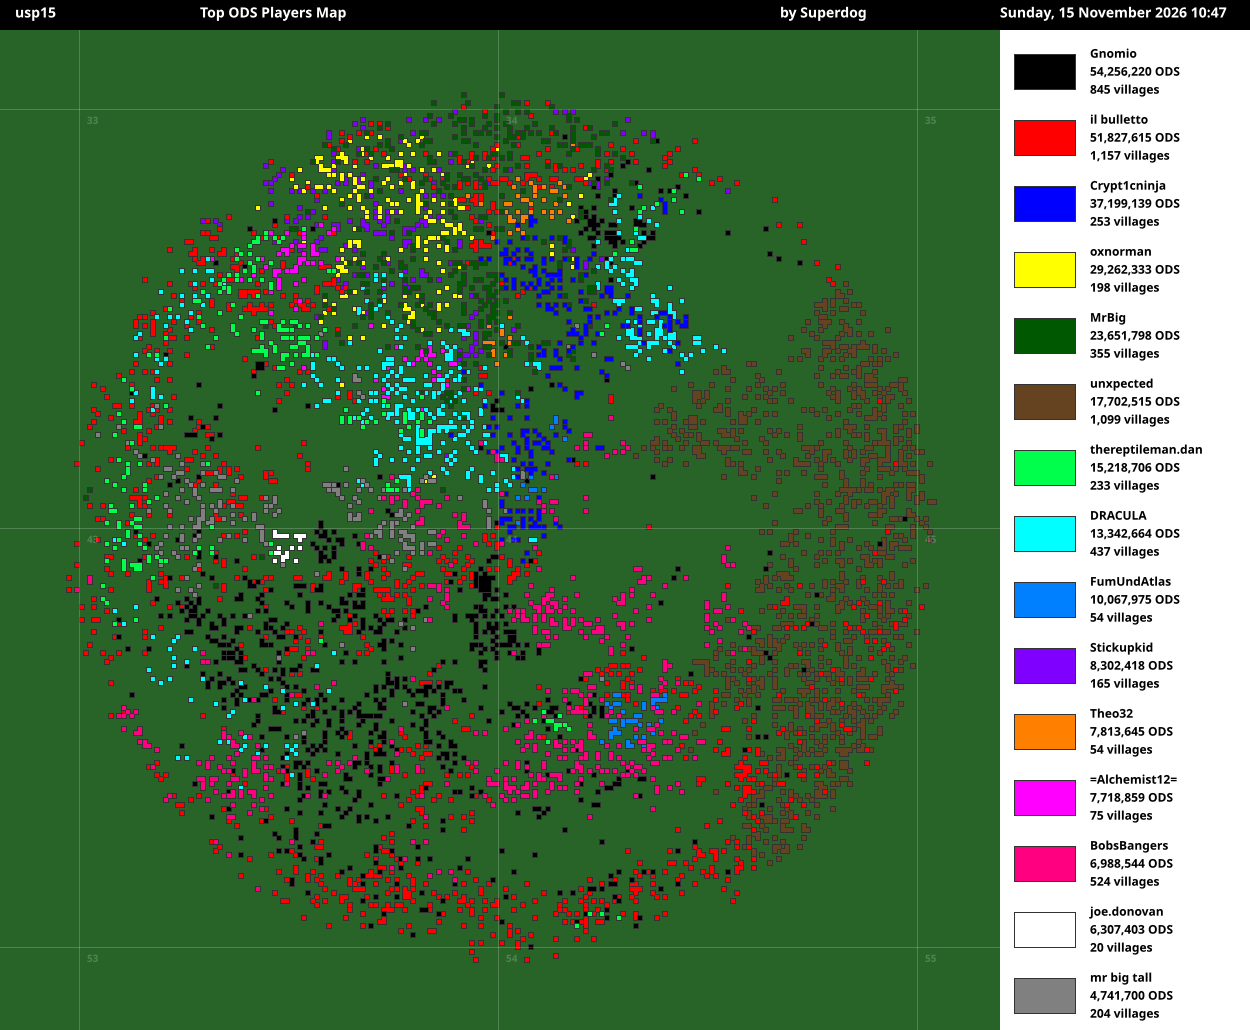 usp15 Top ODS Players Map by Superdog Sunday, 15 November 2026 10:47
33 34 35
43 44 45
53 54 55
Gnomio
54,256,220 ODS
845 villages
il bulletto
51,827,615 ODS
1,157 villages
Crypt1cninja
37,199,139 ODS
253 villages
oxnorman
29,262,333 ODS
198 villages
MrBig
23,651,798 ODS
355 villages
unxpected
17,702,515 ODS
1,099 villages
thereptileman.dan
15,218,706 ODS
233 villages
DRACULA
13,342,664 ODS
437 villages
FumUndAtlas
10,067,975 ODS
54 villages
Stickupkid
8,302,418 ODS
165 villages
Theo32
7,813,645 ODS
54 villages
=Alchemist12=
7,718,859 ODS
75 villages
BobsBangers
6,988,544 ODS
524 villages
joe.donovan
6,307,403 ODS
20 villages
mr big tall
4,741,700 ODS
204 villages